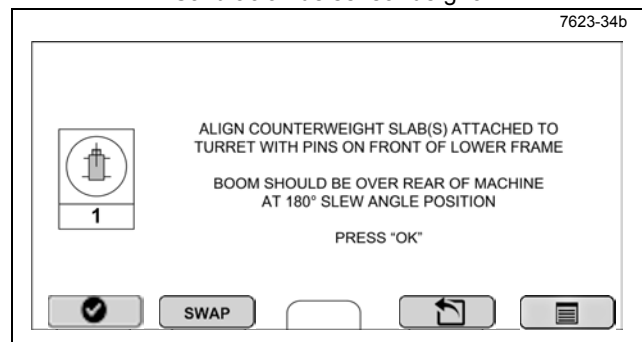 7623-34b
ALIGN COUNTERWEIGHT SLAB(S) ATTACHED TO
TURRET WITH PINS ON FRONT OF LOWER FRAME
BOOM SHOULD BE OVER REAR OF MACHINE
AT 180° SLEW ANGLE POSITION
PRESS “OK”
1
SWAP